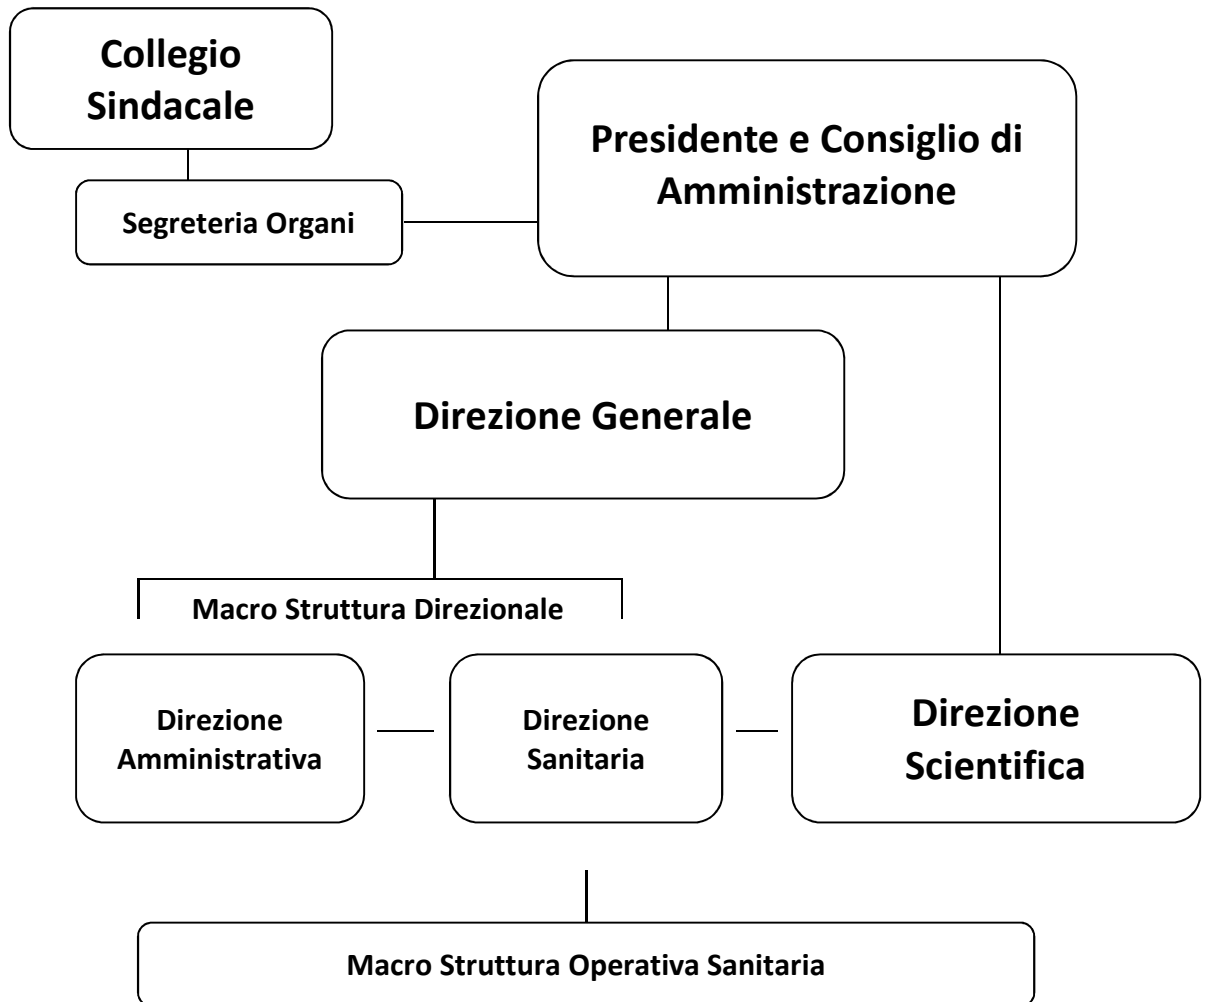 Collegio
Sindacale
Presidente e Consiglio di
Amministrazione
Segreteria Organi
Direzione Generale
Macro Struttura Direzionale
Direzione
Amministrativa
Direzione
Sanitaria
Direzione
Scientifica
Macro Struttura Operativa Sanitaria